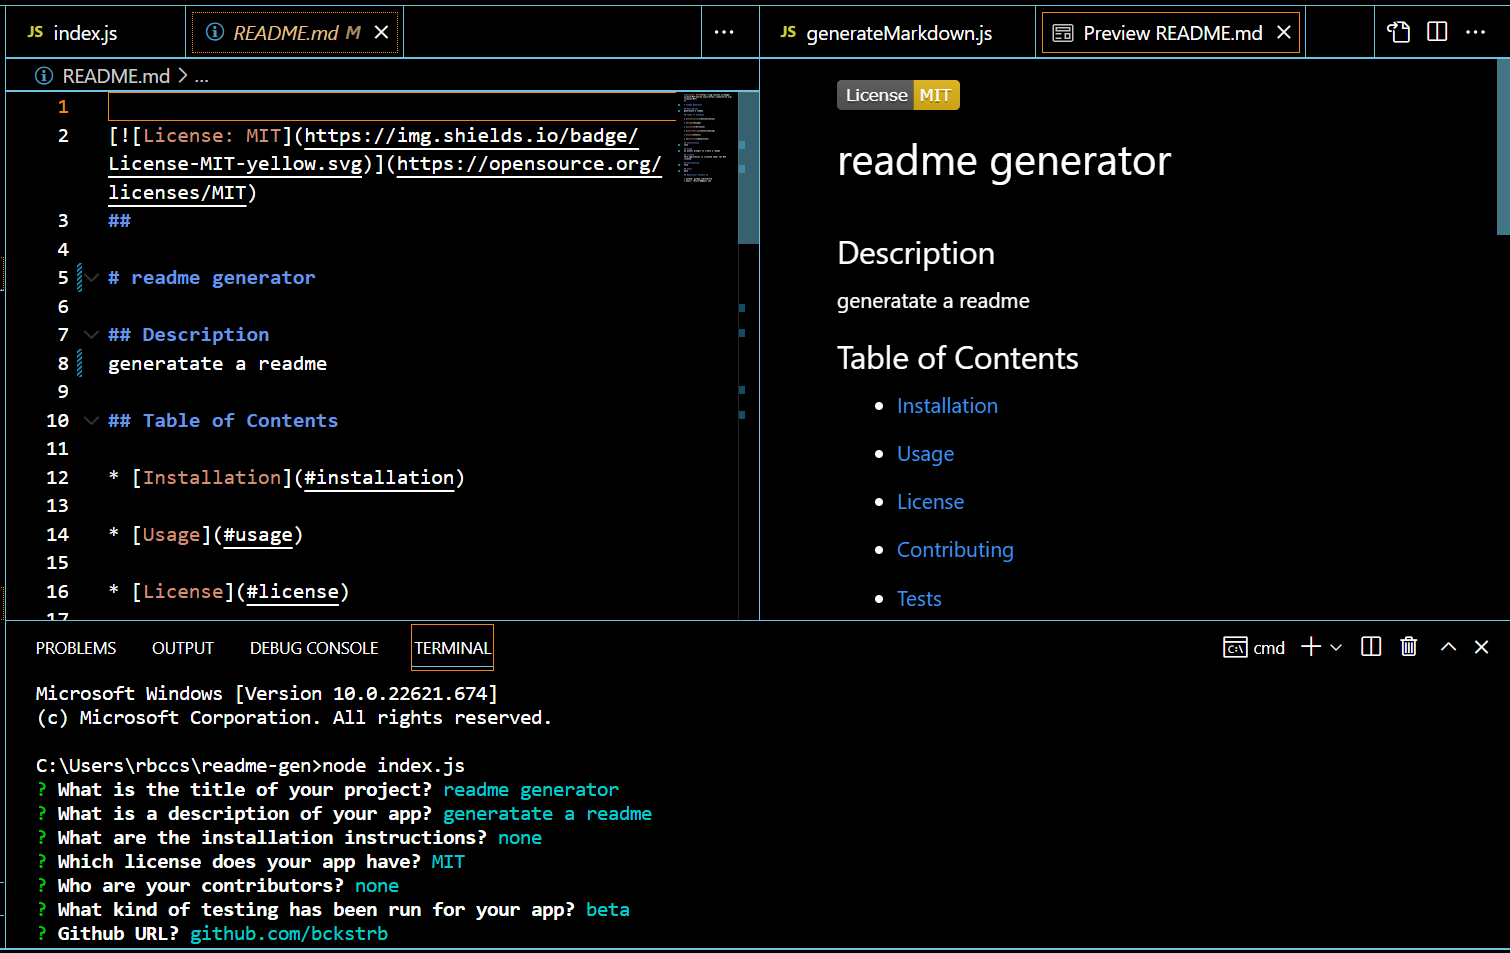 JS index.js
README.md M
JS generateMarkdown.js
Preview README.md
README.md > ...
1
2 [![License: MIT](https://img.shields.io/badge/
License-MIT-yellow.svg)](https://opensource.org/
licenses/MIT)
3 ##
4
5 # readme generator
6
7 ## Description
8 generatate a readme
9
10 ## Table of Contents
11
12 * [Installation](#installation)
13
14 * [Usage](#usage)
15
16 * [License](#license)
17
License MIT
readme generator
Description
generatate a readme
Table of Contents
• Installation
• Usage
• License
• Contributing
• Tests
PROBLEMS OUTPUT DEBUG CONSOLE TERMINAL
cmd
Microsoft Windows [Version 10.0.22621.674]
(c) Microsoft Corporation. All rights reserved.
C:\Users\rbccs\readme-gen>node index.js
? What is the title of your project? readme generator
? What is a description of your app? generatate a readme
? What are the installation instructions? none
? Which license does your app have? MIT
? Who are your contributors? none
? What kind of testing has been run for your app? beta
? Github URL? github.com/bckstrb